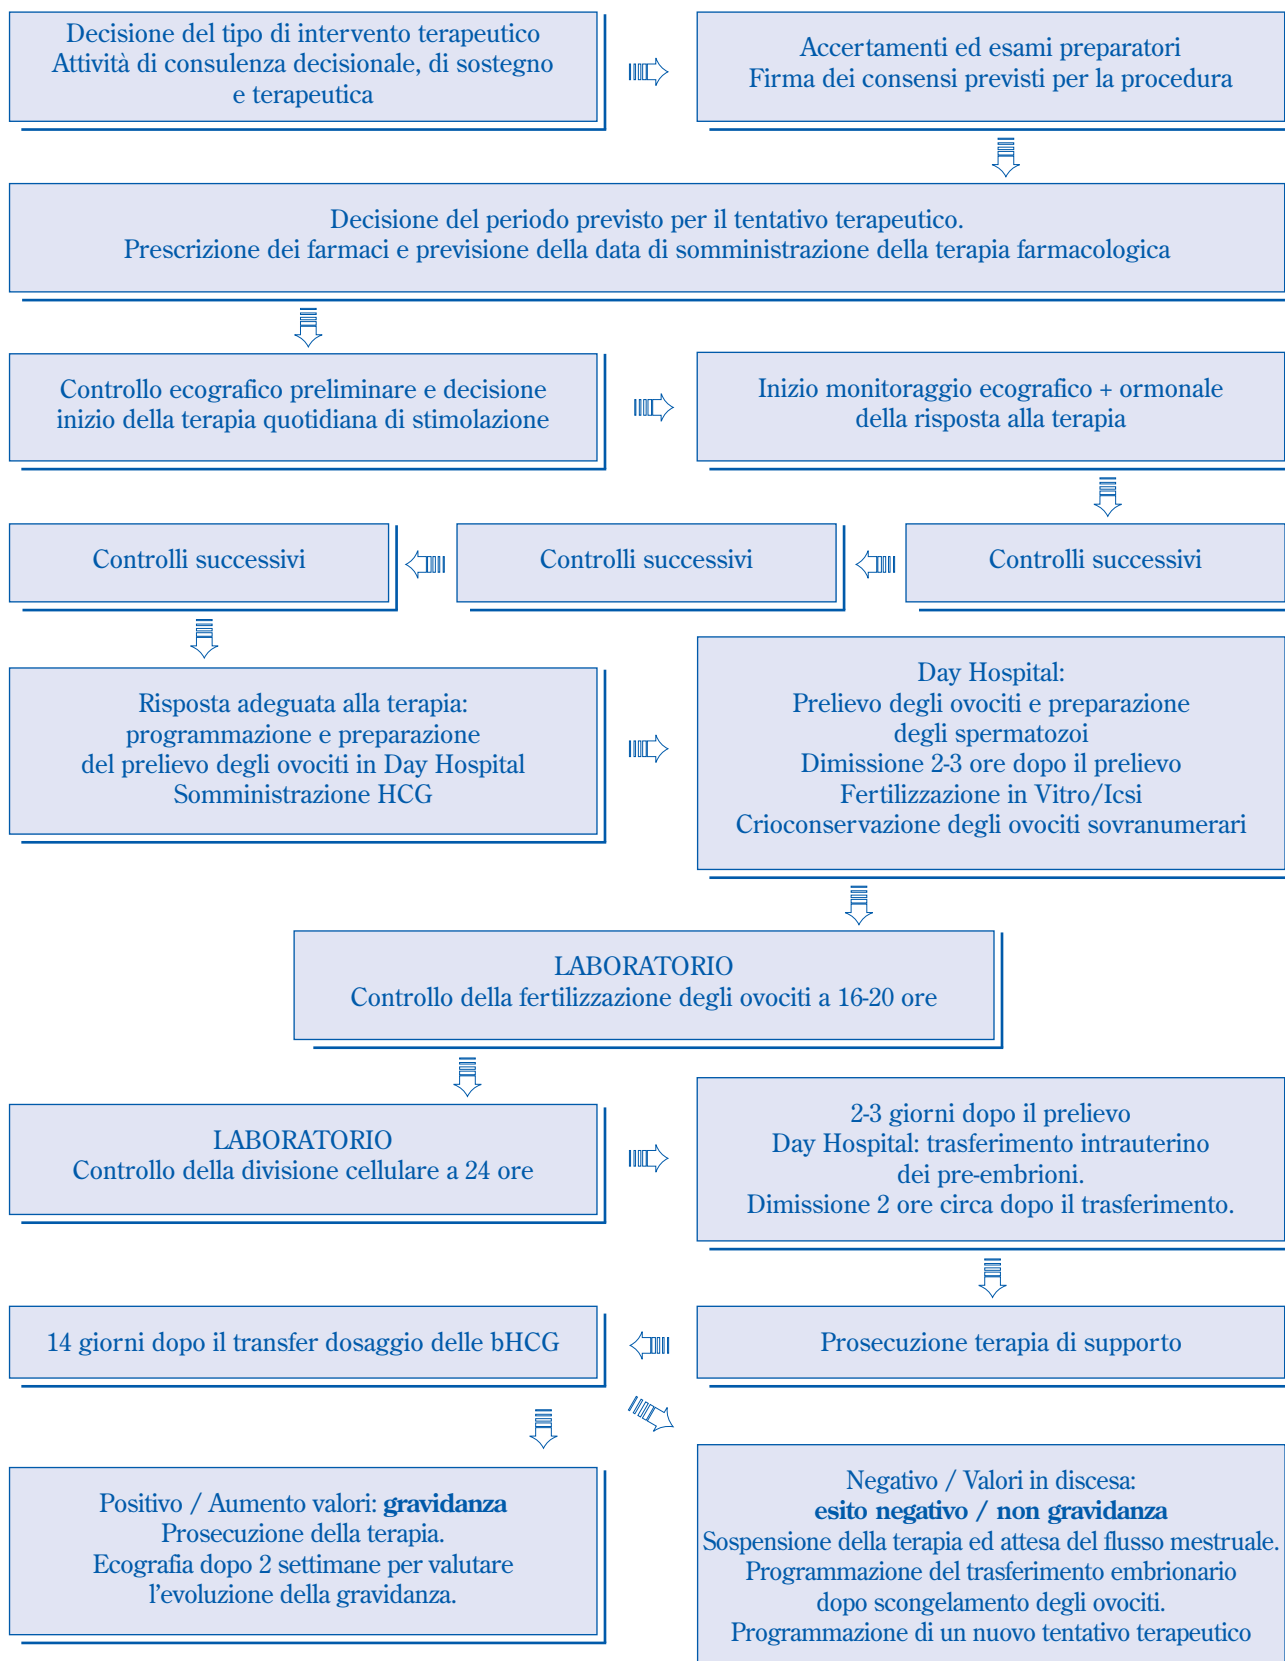 Decisione del tipo di intervento terapeutico
Attività di consulenza decisionale, di sostegno
e terapeutica
Accertamenti ed esami preparatori
Firma dei consensi previsti per la procedura
Decisione del periodo previsto per il tentativo terapeutico.
Prescrizione dei farmaci e previsione della data di somministrazione della terapia farmacologica
Controllo ecografico preliminare e decisione
inizio della terapia quotidiana di stimolazione
Inizio monitoraggio ecografico + ormonale
della risposta alla terapia
Controlli successivi
Controlli successivi
Controlli successivi
Risposta adeguata alla terapia:
programmazione e preparazione
del prelievo degli ovociti in Day Hospital
Somministrazione HCG
Day Hospital:
Prelievo degli ovociti e preparazione
degli spermatozoi
Dimissione 2-3 ore dopo il prelievo
Fertilizzazione in Vitro/Icsi
Crioconservazione degli ovociti sovranumerari
LABORATORIO
Controllo della fertilizzazione degli ovociti a 16-20 ore
LABORATORIO
Controllo della divisione cellulare a 24 ore
2-3 giorni dopo il prelievo
Day Hospital: trasferimento intrauterino
dei pre-embrioni.
Dimissione 2 ore circa dopo il trasferimento.
14 giorni dopo il transfer dosaggio delle bHCG
Prosecuzione terapia di supporto
Positivo / Aumento valori: gravidanza
Prosecuzione della terapia.
Ecografia dopo 2 settimane per valutare
l'evoluzione della gravidanza.
Negativo / Valori in discesa:
esito negativo / non gravidanza
Sospensione della terapia ed attesa del flusso mestruale.
Programmazione del trasferimento embrionario
dopo scongelamento degli ovociti.
Programmazione di un nuovo tentativo terapeutico